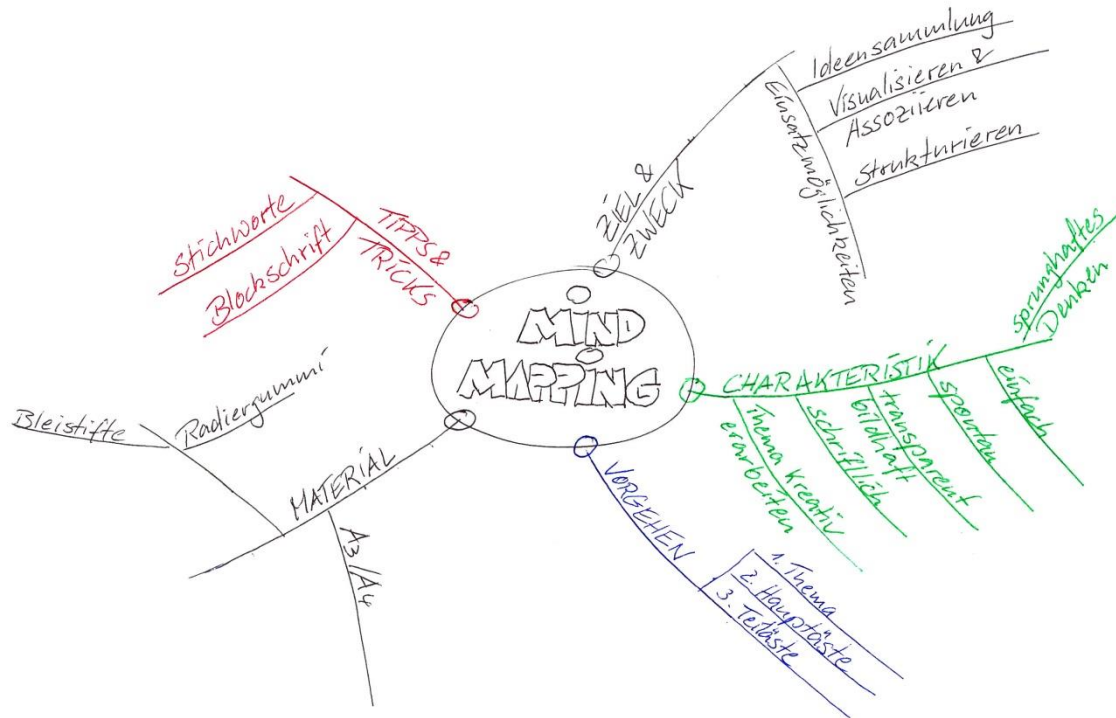 MIND
MAPPING
ZIEL &
ZWECK
Einsatzmöglichkeiten
Ideensammlung
Visualisieren &
Assoziieren
Strukturieren
CHARAKTERISTIK
Thema kreativ
erarbeiten
schriftlich
bildhaft
transparent
spontan
einfach
sprunghaftes
Denken
VORGEHEN
1. Thema
2. Hauptäste
3. Teiläste
MATERIAL
A3/A4
Radiergummi
Bleistifte
TIPPS &
TRICKS
Stichworte
Blockschrift